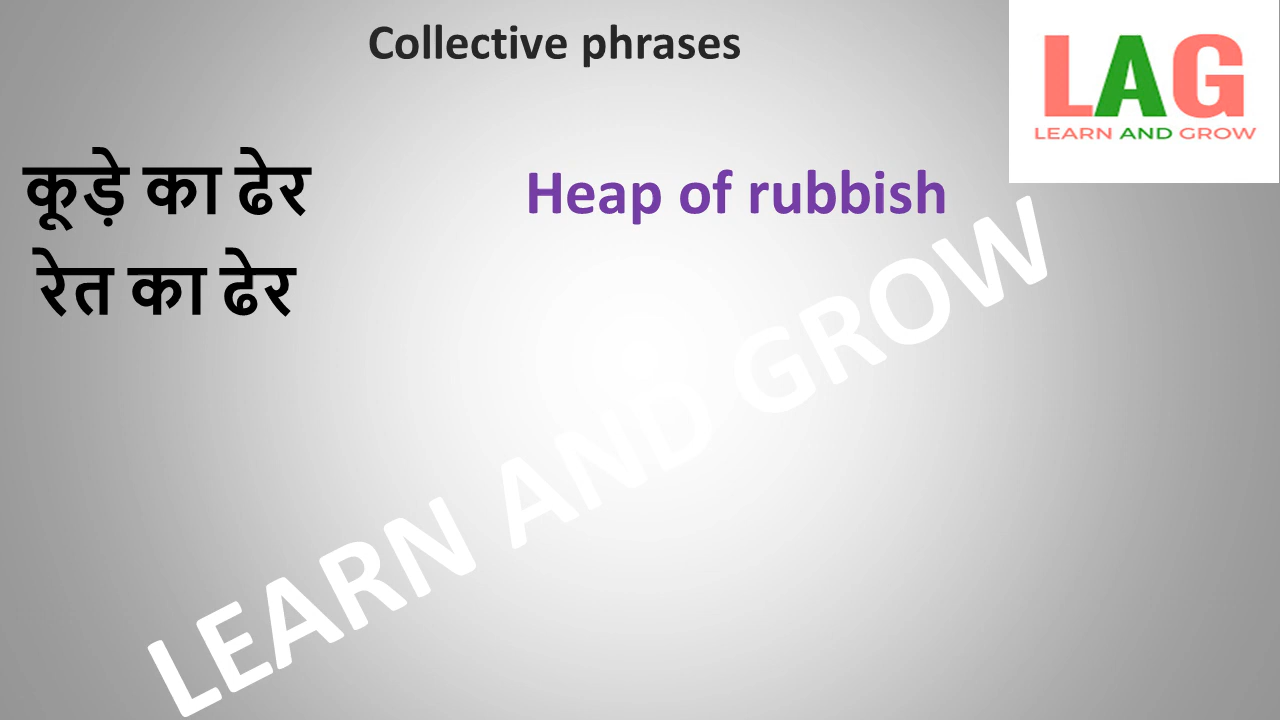 Collective phrases
LAG
LEARN AND GROW
कूड़े का ढेर
Heap of rubbish
रेत का ढेर
LEARN AND GROW